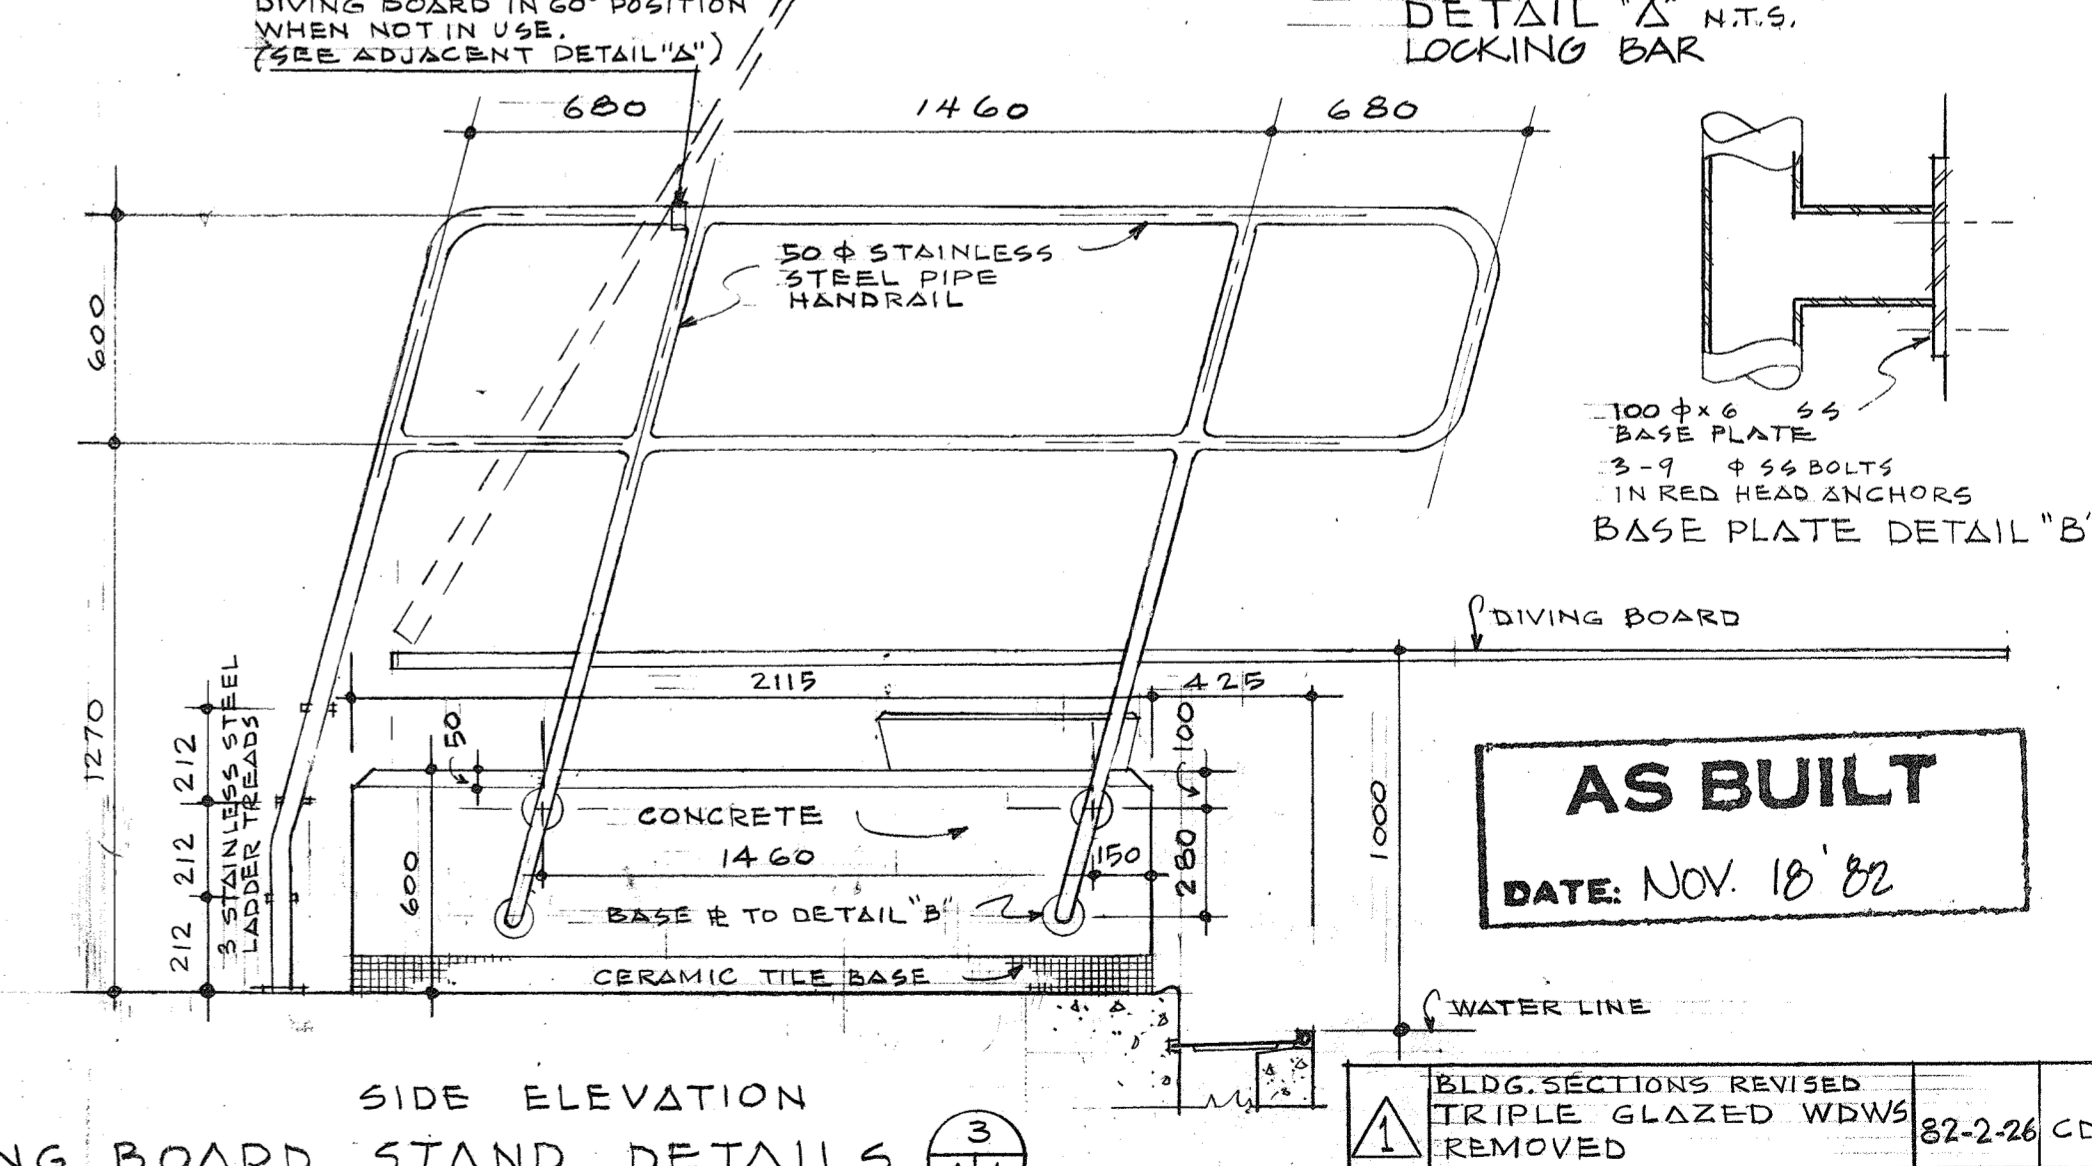 DIVING BOARD IN 60° POSITION
WHEN NOT IN USE.
(SEE ADJACENT DETAIL "A")
DETAIL "A" N.T.S.
LOCKING BAR
680
1460
680
50 ϕ STAINLESS
STEEL PIPE
HANDRAIL
600
1270
100 ϕ x 6 SS
BASE PLATE
3-9 ϕ SS BOLTS
IN RED HEAD ANCHORS
BASE PLATE DETAIL "B"
DIVING BOARD
2115
425
50
100
212
212
212
3 STAINLESS STEEL
LADDER TREADS
600
CONCRETE
1460
150
280
1000
BASE ⅊ TO DETAIL "B"
CERAMIC TILE BASE
AS BUILT
DATE: NOV. 18 '82
WATER LINE
SIDE ELEVATION
BOARD STAND DETAILS
3
1
BLDG. SECTIONS REVISED
TRIPLE GLAZED WDWS
REMOVED
82-2-26